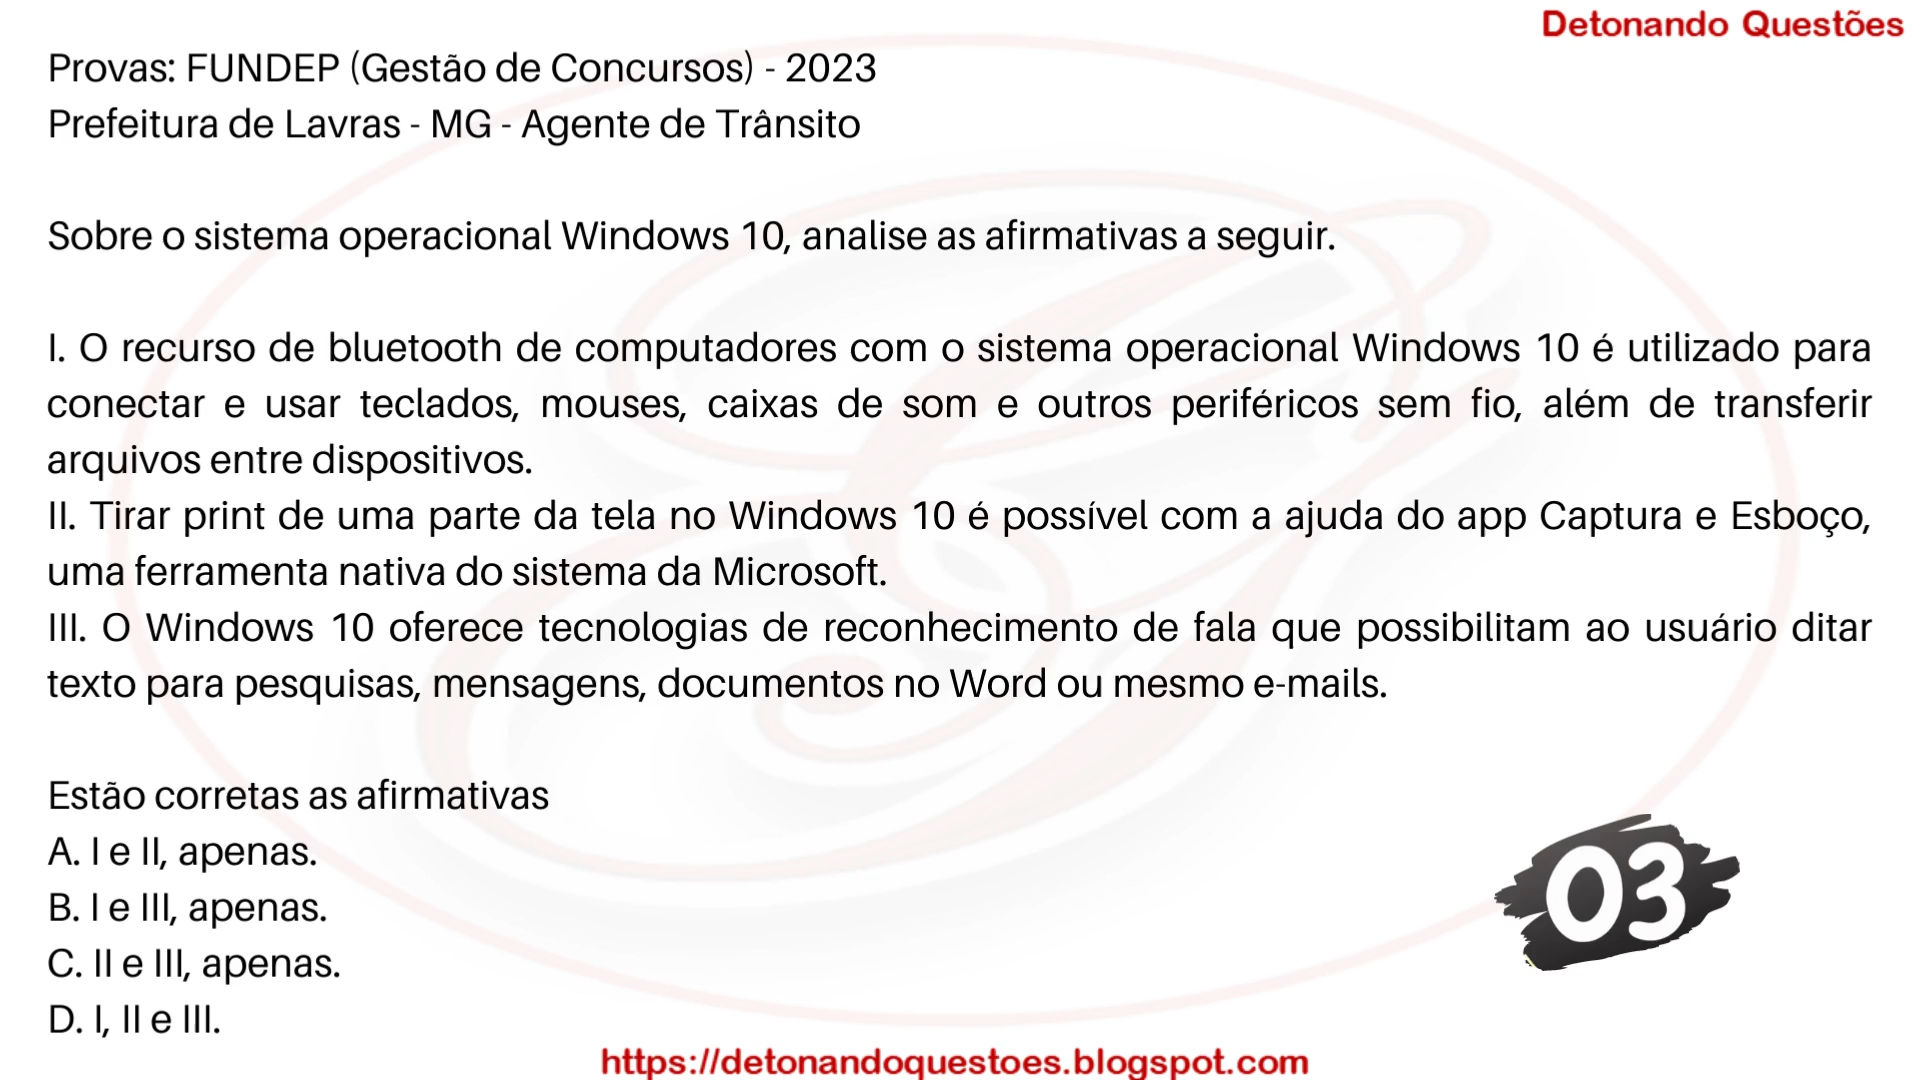 Detonando Questões
Provas: FUNDEP (Gestão de Concursos) - 2023
Prefeitura de Lavras - MG - Agente de Trânsito
Sobre o sistema operacional Windows 10, analise as afirmativas a seguir.
I. O recurso de bluetooth de computadores com o sistema operacional Windows 10 é utilizado para
conectar e usar teclados, mouses, caixas de som e outros periféricos sem fio, além de transferir
arquivos entre dispositivos.
II. Tirar print de uma parte da tela no Windows 10 é possível com a ajuda do app Captura e Esboço,
uma ferramenta nativa do sistema da Microsoft.
III. O Windows 10 oferece tecnologias de reconhecimento de fala que possibilitam ao usuário ditar
texto para pesquisas, mensagens, documentos no Word ou mesmo e-mails.
Estão corretas as afirmativas
A. I e II, apenas.
B. I e III, apenas.
C. II e III, apenas.
D. I, II e III.
03
https://detonandoquestoes.blogspot.com